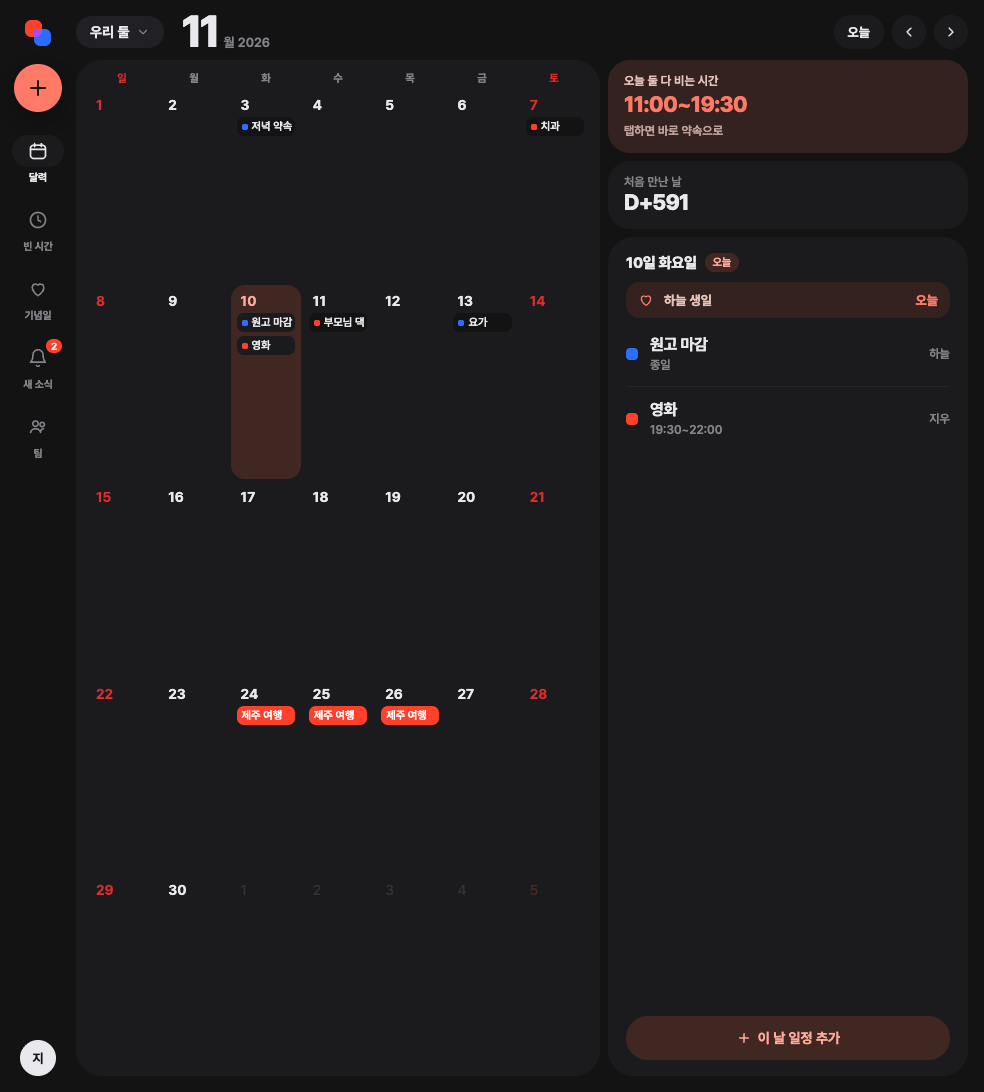 우리 둘
11 월 2026
오늘
일 월 화 수 목 금 토
1 2 3 4 5 6 7
저녁 약속 치과
8 9 10 11 12 13 14
원고 마감 부모님 댁 요가
영화
15 16 17 18 19 20 21
22 23 24 25 26 27 28
제주 여행 제주 여행 제주 여행
29 30 1 2 3 4 5
달력
빈 시간
기념일
2
새 소식
팀
지
오늘 둘 다 비는 시간
11:00~19:30
탭하면 바로 약속으로
처음 만난 날
D+591
10일 화요일 오늘
하늘 생일 오늘
원고 마감 하늘
종일
영화 지우
19:30~22:00
이 날 일정 추가